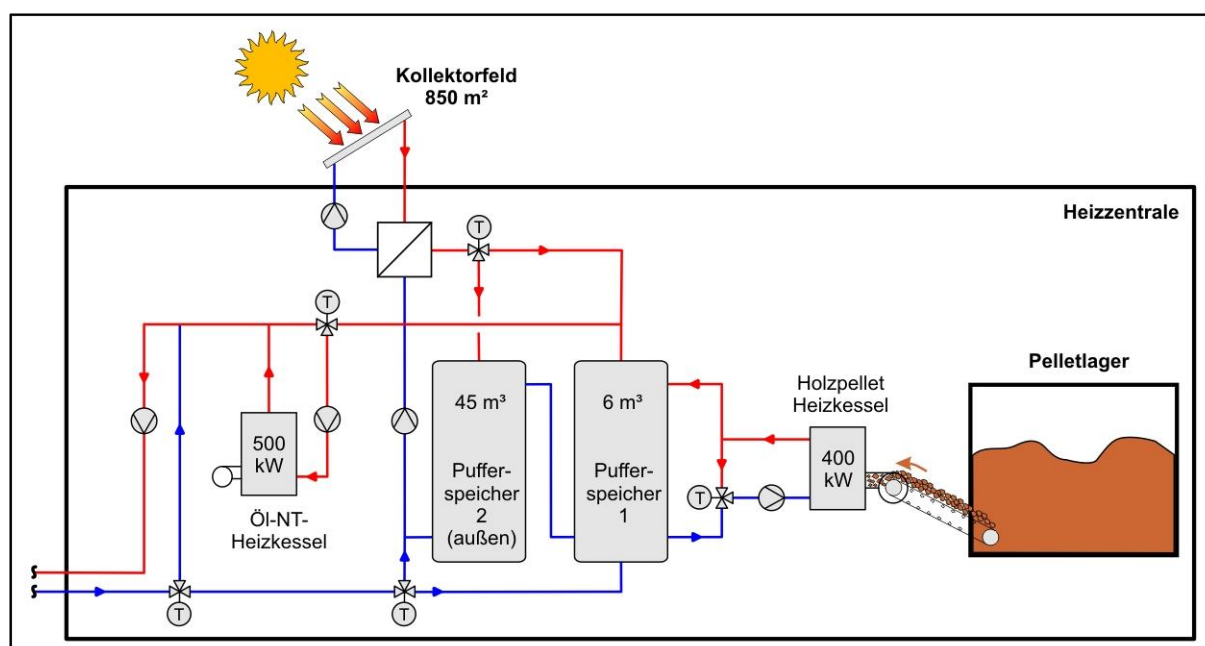 Kollektorfeld
850 m²
Heizzentrale
T
T
Pelletlager
Holzpellet
Heizkessel
45 m³
6 m³
500
kW
400
kW
Puffer-
speicher
2
(außen)
Puffer-
speicher
1
T
Öl-NT-
Heizkessel
T
T